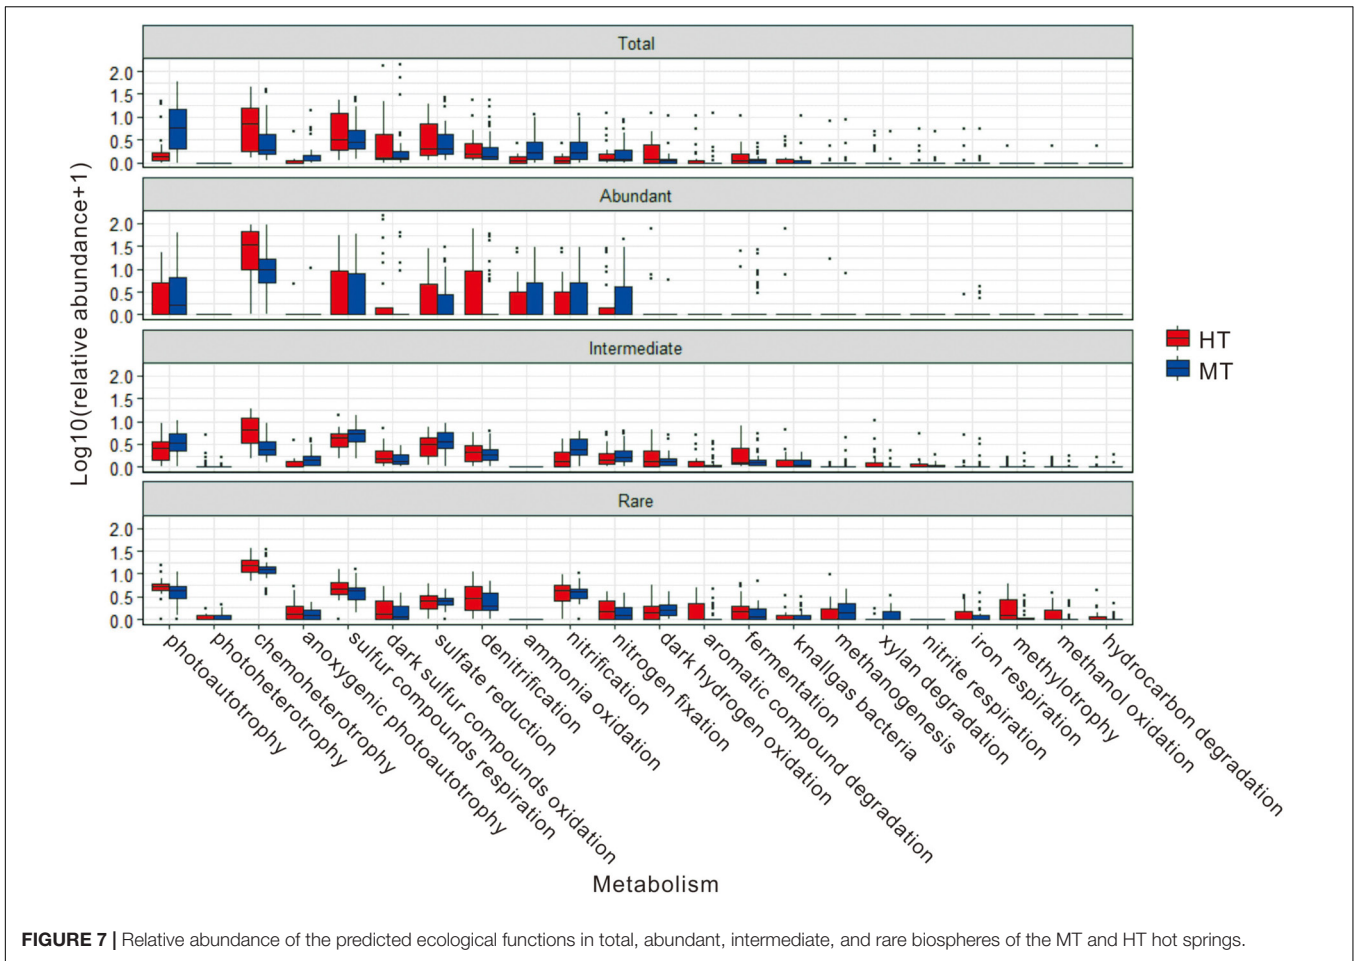 Total
2.0
1.5
1.0
0.5
0.0
Abundant
2.0
1.5
1.0
0.5
0.0
Intermediate
2.0
1.5
1.0
0.5
0.0
Rare
2.0
1.5
1.0
0.5
0.0
Log10(relative abundance+1)
HT
MT
photoautotrophy
photoheterotrophy
chemoheterotrophy
anoxygenic photoautotrophy
sulfur compounds respiration
dark sulfur compounds oxidation
sulfate reduction
denitrification
ammonia oxidation
nitrification
nitrogen fixation
dark hydrogen oxidation
aromatic compound degradation
fermentation
knallgas bacteria
methanogenesis
xylan degradation
nitrite respiration
iron respiration
methylotrophy
methanol oxidation
hydrocarbon degradation
Metabolism
FIGURE 7 | Relative abundance of the predicted ecological functions in total, abundant, intermediate, and rare biospheres of the MT and HT hot springs.